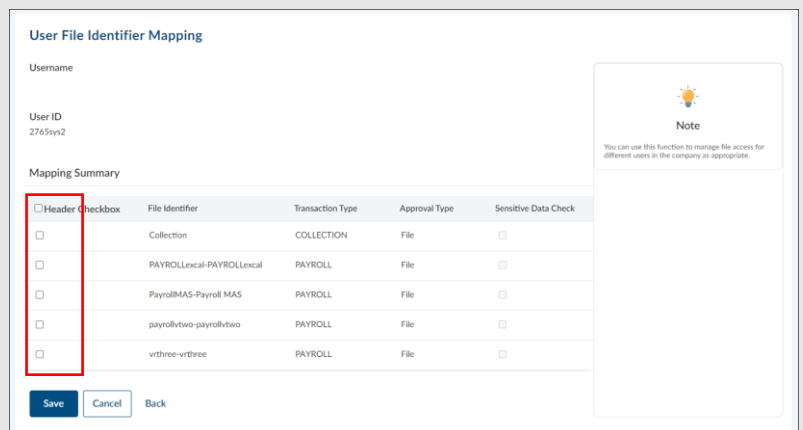 User File Identifier Mapping
Username
User ID
2765sys2
Mapping Summary
Header Checkbox File Identifier Transaction Type Approval Type Sensitive Data Check
Collection COLLECTION File
PAYROLLexcal-PAYROLLexcal PAYROLL File
PayrollMAS-Payroll MAS PAYROLL File
payrollvtwo-payrollvtwo PAYROLL File
vrthree-vrthree PAYROLL File
Save Cancel Back
Note
You can use this function to manage file access for
different users in the company as appropriate.